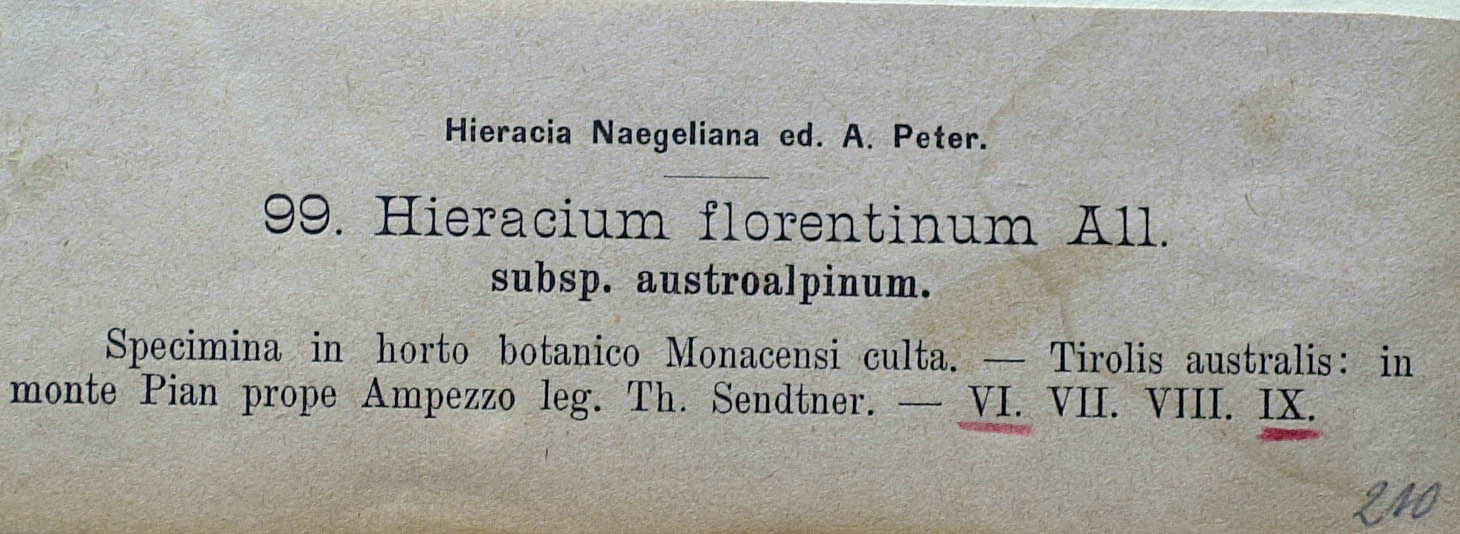 Hieracia Naegeliana ed. A. Peter.
99. Hieracium florentinum All.
subsp. austroalpinum.
Specimina in horto botanico Monacensi culta. — Tirolis australis: in
monte Pian prope Ampezzo leg. Th. Sendtner. — VI. VII. VIII. IX.
210